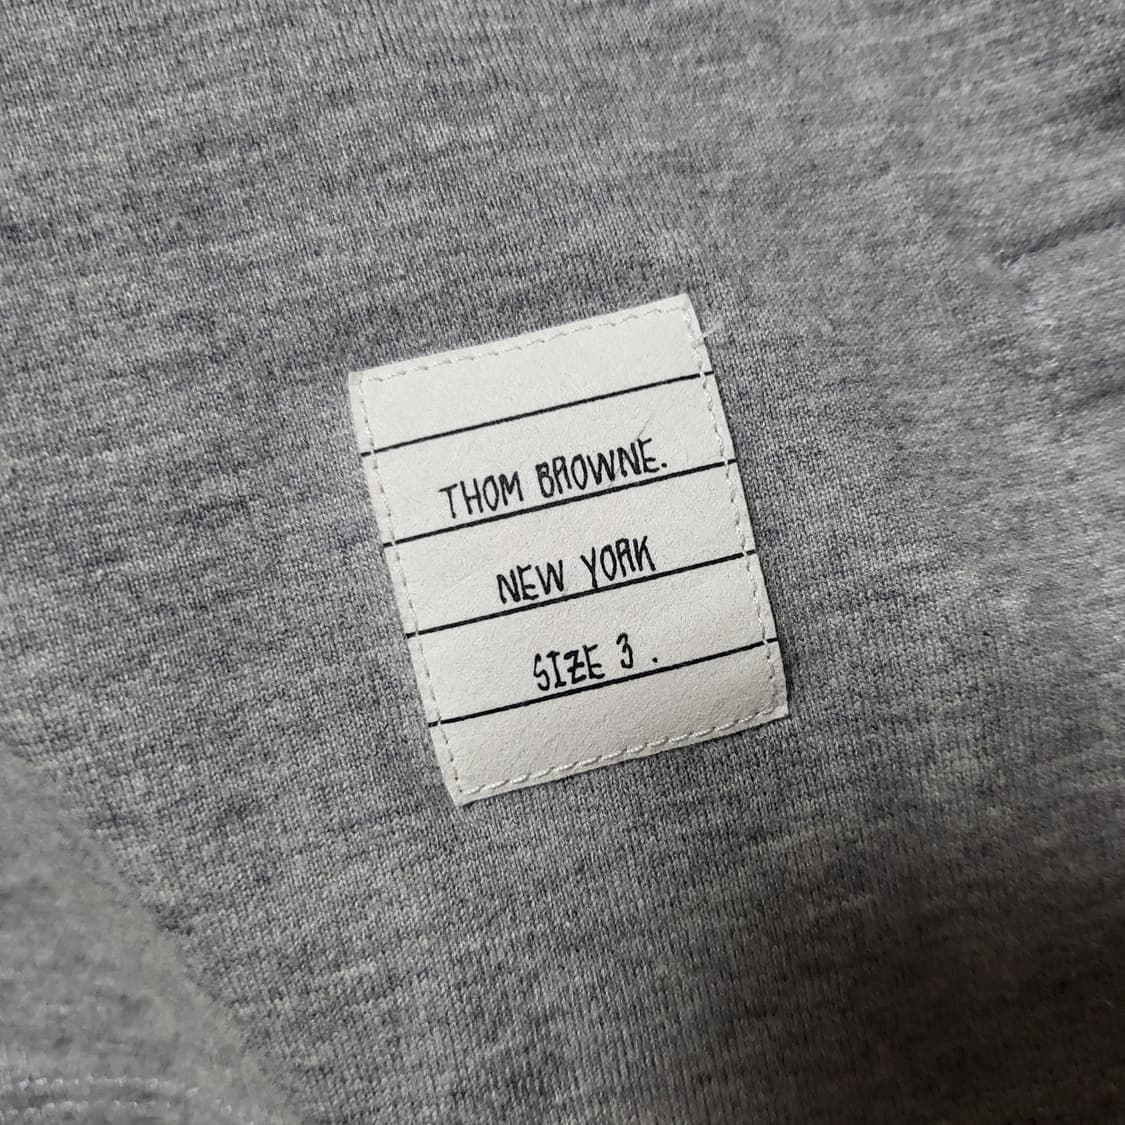 THOM BROWNE.
NEW YORK
SIZE 3 .